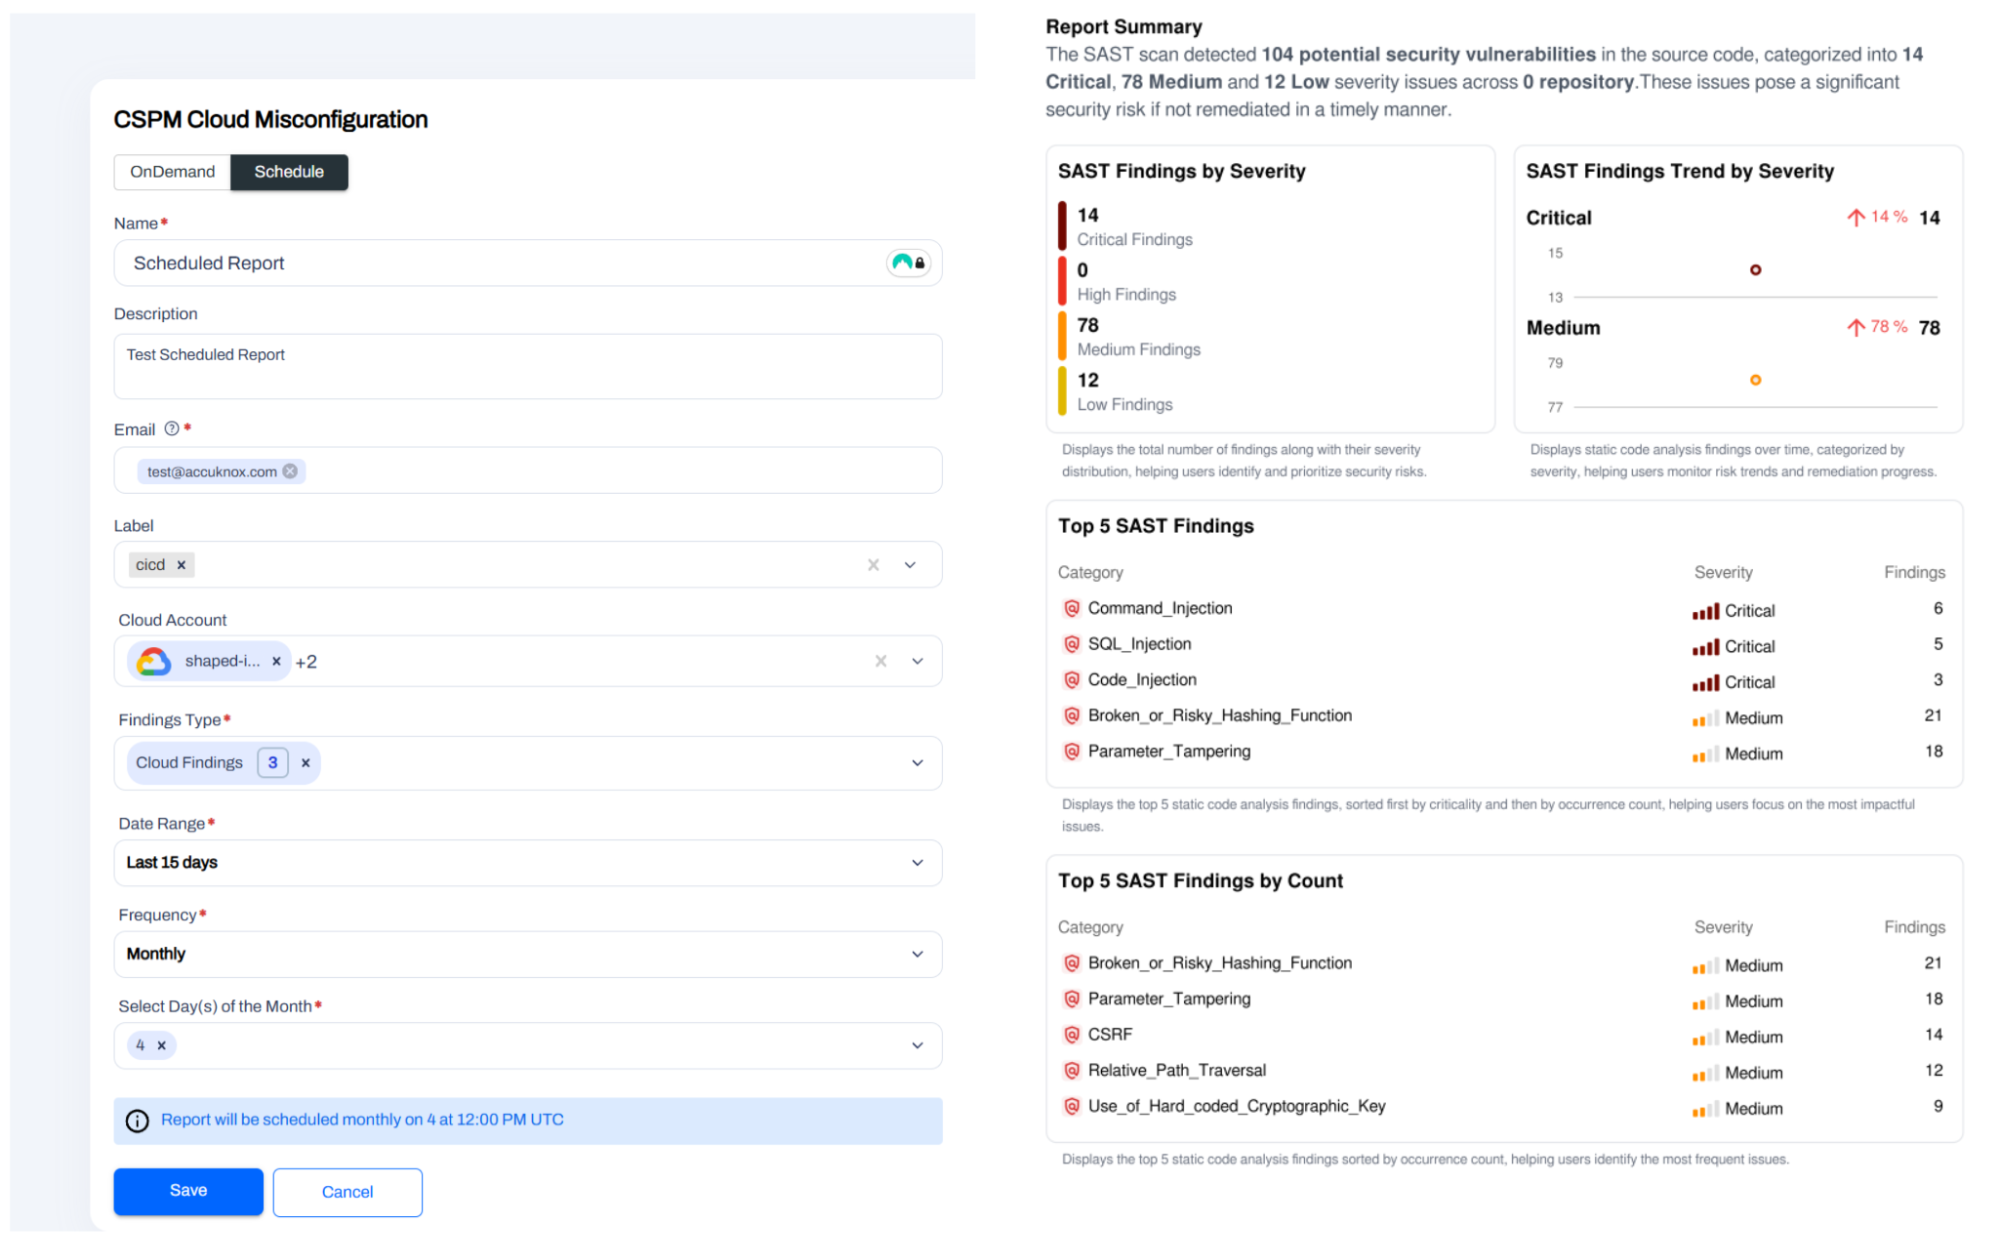 CSPM Cloud Misconfiguration
OnDemand Schedule
Name*
Scheduled Report
Description
Test Scheduled Report
Email ? *
test@accuknox.com
Label
cicd ×
Cloud Account
shaped-i... × +2
Findings Type*
Cloud Findings 3 ×
Date Range*
Last 15 days
Frequency*
Monthly
Select Day(s) of the Month*
4 ×
Report will be scheduled monthly on 4 at 12:00 PM UTC
Save Cancel
Report Summary
The SAST scan detected 104 potential security vulnerabilities in the source code, categorized into 14
Critical, 78 Medium and 12 Low severity issues across 0 repository.These issues pose a significant
security risk if not remediated in a timely manner.
SAST Findings by Severity
14
Critical Findings
0
High Findings
78
Medium Findings
12
Low Findings
Displays the total number of findings along with their severity
distribution, helping users identify and prioritize security risks.
SAST Findings Trend by Severity
Critical 14 % 14
15
13
Medium 78 % 78
79
77
Displays static code analysis findings over time, categorized by
severity, helping users monitor risk trends and remediation progress.
Top 5 SAST Findings
Category Severity Findings
Command_Injection Critical 6
SQL_Injection Critical 5
Code_Injection Critical 3
Broken_or_Risky_Hashing_Function Medium 21
Parameter_Tampering Medium 18
Displays the top 5 static code analysis findings, sorted first by criticality and then by occurrence count, helping users focus on the most impactful
issues.
Top 5 SAST Findings by Count
Category Severity Findings
Broken_or_Risky_Hashing_Function Medium 21
Parameter_Tampering Medium 18
CSRF Medium 14
Relative_Path_Traversal Medium 12
Use_of_Hard_coded_Cryptographic_Key Medium 9
Displays the top 5 static code analysis findings sorted by occurrence count, helping users identify the most frequent issues.